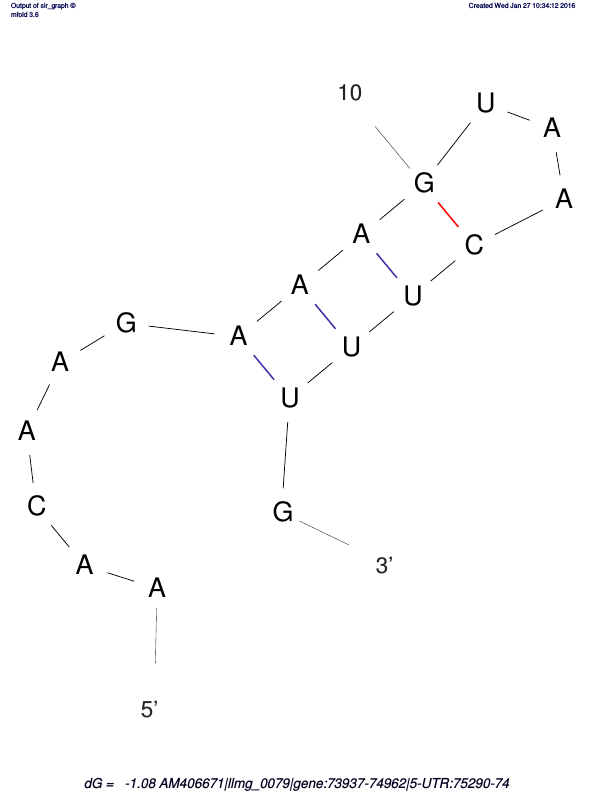 Output of sir_graph ©
mfold 3.6
Created Wed Jan 27 10:34:12 2016
10
U
A
G
A
A
C
A
U
G
A
U
A
A
U
A
C
G
3’
A
A
5’
dG = -1.08 AM406671|llmg_0079|gene:73937-74962|5-UTR:75290-74